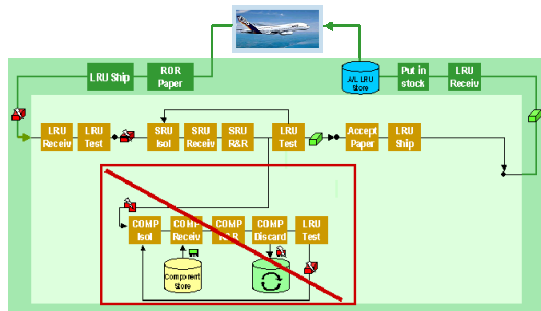 LRU Ship
ROR
Paper
A/L LRU
Store
Put in
stock
LRU
Receiv
LRU
Receiv
LRU
Test
SRU
Isol
SRU
Receiv
SRU
R&R
LRU
Test
Accept
Paper
LRU
Ship
COMP
Isol
COMP
Receiv
COMP
COMP
Discard
LRU
Test
Component
Store